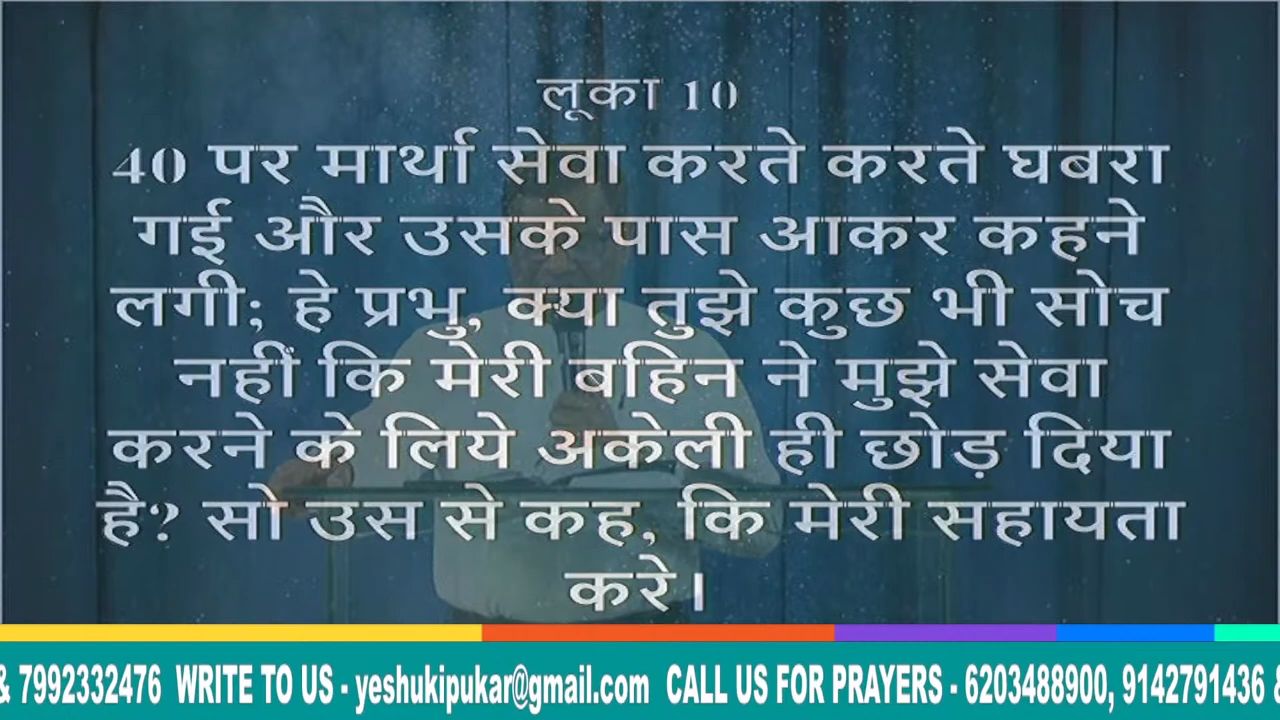 लूका 10
40 पर मार्था सेवा करते करते घबरा
गई और उसके पास आकर कहने
लगी; हे प्रभु, क्या तुझे कुछ भी सोच
नहीं कि मेरी बहिन ने मुझे सेवा
करने के लिये अकेली ही छोड़ दिया
है? सो उस से कह, कि मेरी सहायता
करे।
& 7992332476 WRITE TO US - yeshukipukar@gmail.com CALL US FOR PRAYERS - 6203488900, 9142791436 &